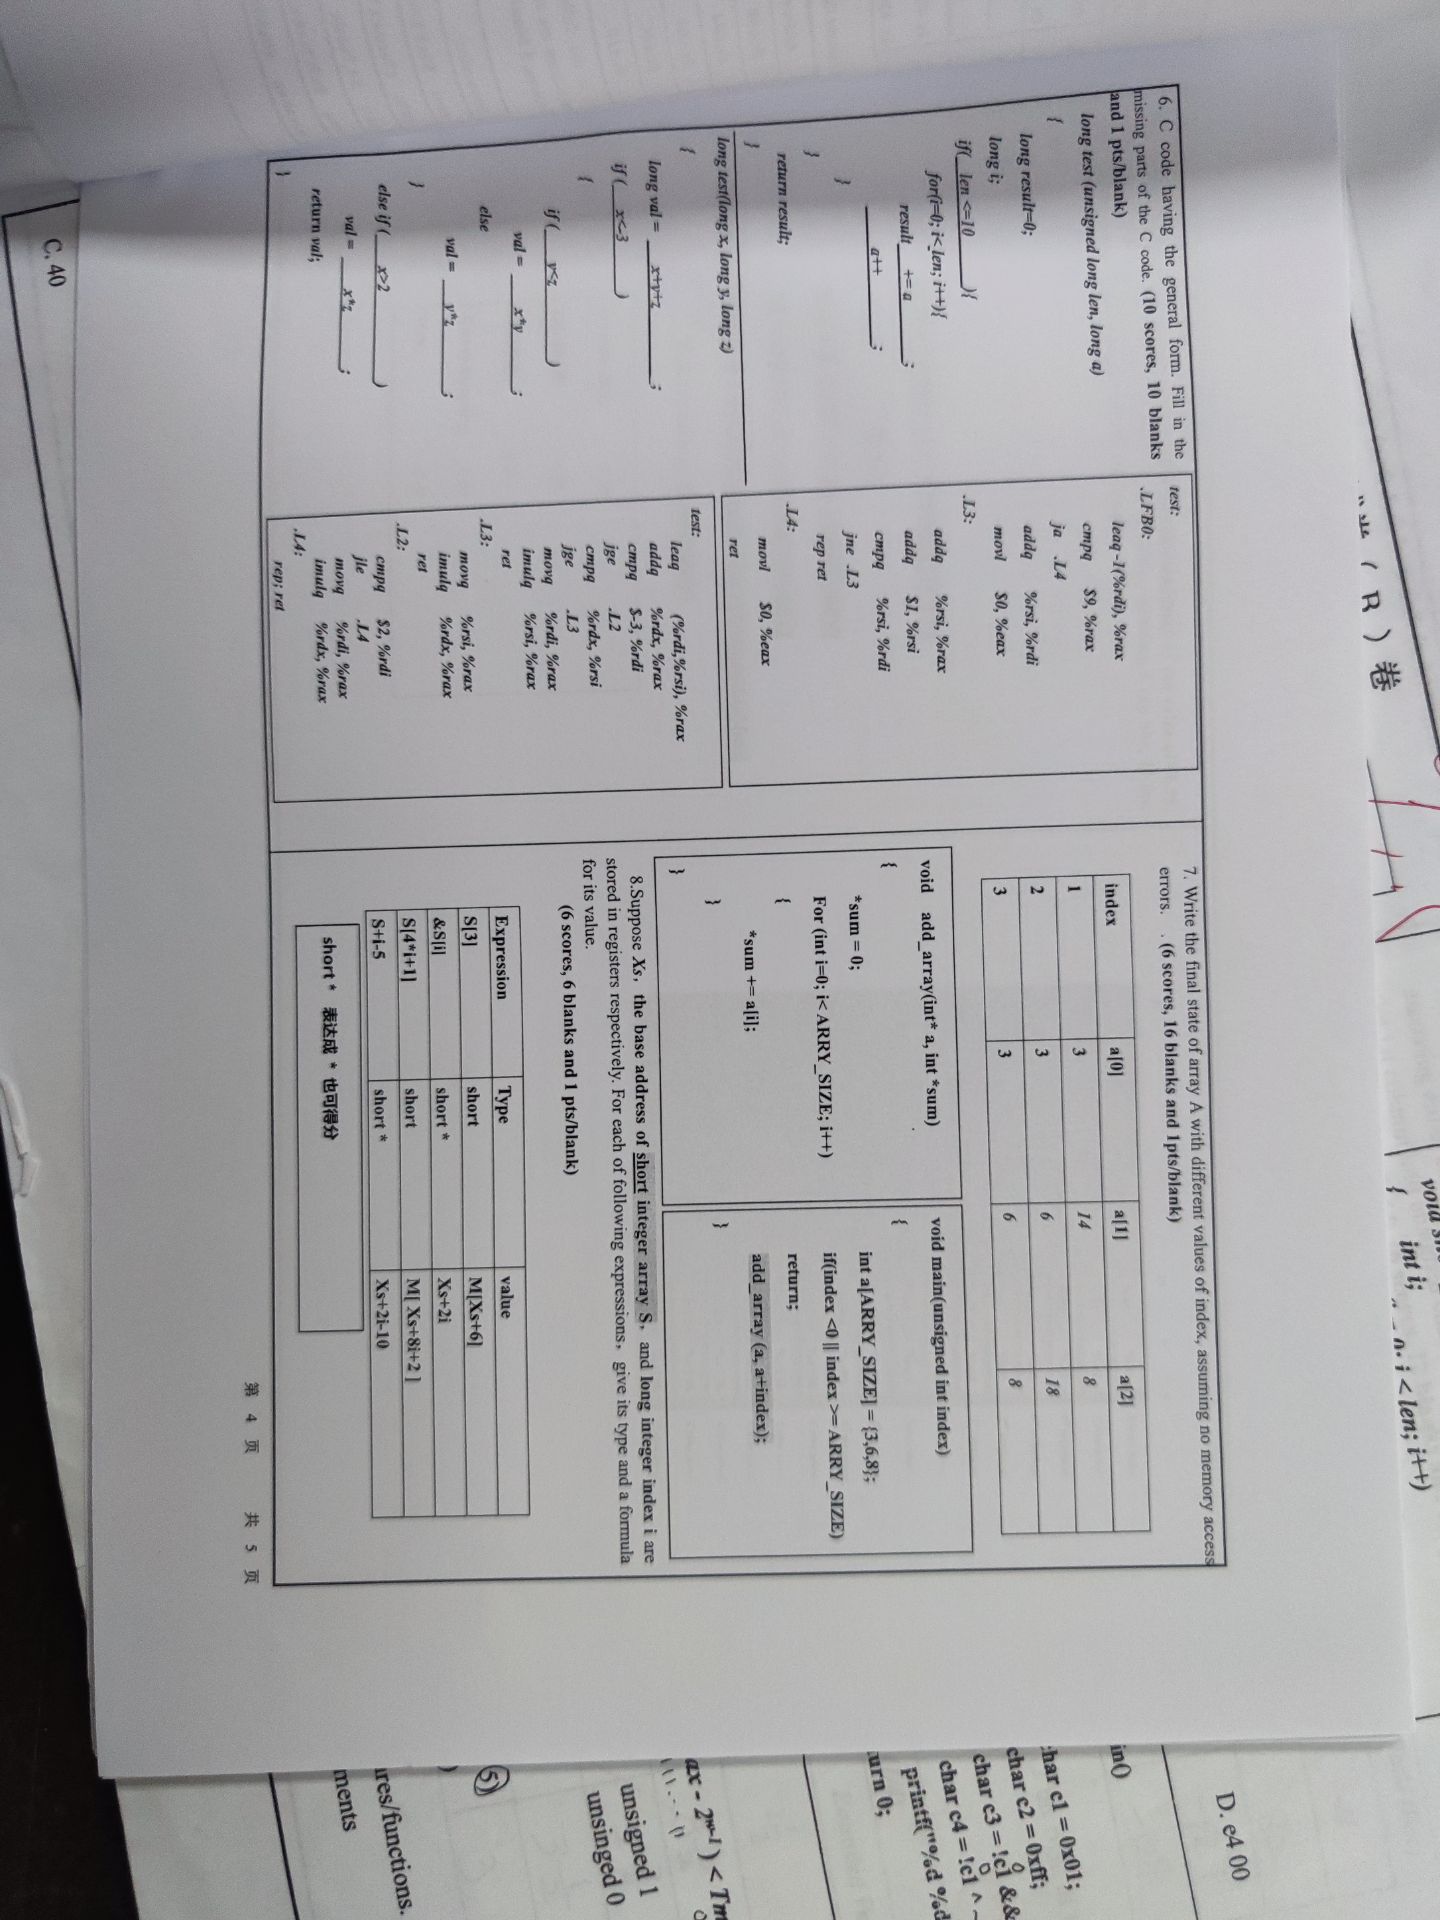 （ B ）卷
int i;
{
i < len; i++)
6. C code having the general form. Fill in the
missing parts of the C code. (10 scores, 10 blanks
and 1 pts/blank)
long test (unsigned long len, long a)
{
long result=0;
long i;
if( len <=10 ){
for(i=0; i< len; i++){
result += a ;
a++ ;
}
}
return result;
}
long test(long x, long y, long z)
{
long val = x+y+z ;
if ( x<-3 )
{
if ( y<z )
val = x*y ;
else
val = y*z ;
}
else if ( x>2 )
val = x*z ;
return val;
}
test:
.LFB0:
leaq -1(%rdi), %rax
cmpq $9, %rax
ja .L4
addq %rsi, %rdi
movl $0, %eax
.L3:
addq %rsi, %rax
addq $1, %rsi
cmpq %rsi, %rdi
jne .L3
rep ret
.L4:
movl $0, %eax
ret
test:
leaq (%rdi,%rsi), %rax
addq %rdx, %rax
cmpq $-3, %rdi
jge .L2
cmpq %rdx, %rsi
jge .L3
movq %rdi, %rax
imulq %rsi, %rax
ret
.L3:
movq %rsi, %rax
imulq %rdx, %rax
ret
.L2:
cmpq $2, %rdi
jle .L4
movq %rdi, %rax
imulq %rdx, %rax
.L4:
rep; ret
7. Write the final state of array A with different values of index, assuming no memory access
errors. . (6 scores, 16 blanks and 1pts/blank)
index a[0] a[1] a[2]
1 3 14 8
2 3 6 18
3 3 6 8
void add_array(int* a, int *sum)
{
*sum = 0;
For (int i=0; i< ARRY_SIZE; i++)
{
*sum += a[i];
}
}
void main(unsigned int index)
{
int a[ARRY_SIZE] = {3,6,8};
if(index <0 || index >= ARRY_SIZE)
return;
add_array (a, a+index);
}
8.Suppose Xs，the base address of short integer array S，and long integer index i are
stored in registers respectively. For each of following expressions，give its type and a formula
for its value.
(6 scores, 6 blanks and 1 pts/blank)
Expression Type value
S[3] short M[Xs+6]
&S[i] short * Xs+2i
S[4*i+1] short M[ Xs+8i+2 ]
S+i-5 short * Xs+2i-10
short * 表达成 * 也可得分
第 4 页 共 5 页
D. e4 00
char c1 = 0x01;
char c2 = 0xff;
char c3 = !c1 &&
char c4 = !c1 ^ ~
printf("%d %d
urn 0;
unsigned 1
unsinged 0
5)
res/functions.
ments
C. 40